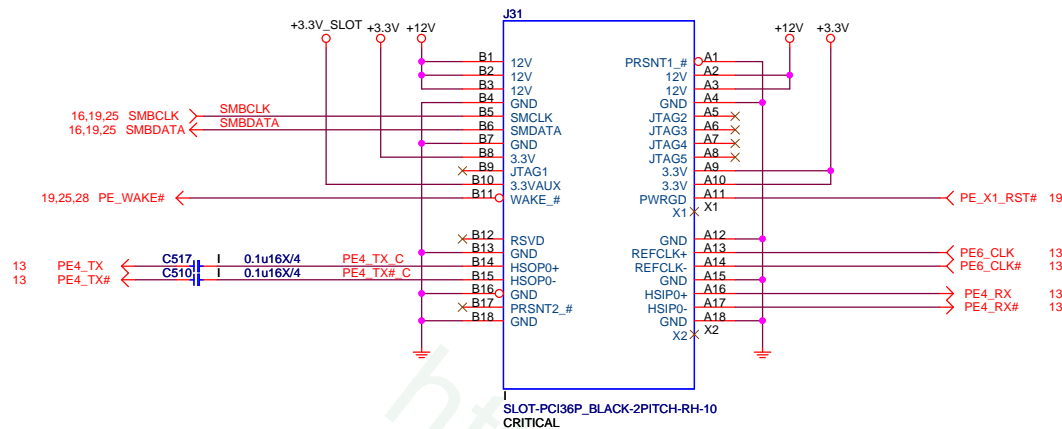 J31
+3.3V_SLOT +3.3V +12V +12V +3.3V
B1 12V PRSNT1_# A1
B2 12V 12V A2
B3 12V 12V A3
B4 GND GND A4
16,19,25 SMBCLK SMBCLK B5 SMCLK JTAG2 A5
16,19,25 SMBDATA SMBDATA B6 SMDATA JTAG3 A6
B7 GND JTAG4 A7
B8 3.3V JTAG5 A8
B9 JTAG1 3.3V A9
B10 3.3VAUX 3.3V A10
19,25,28 PE_WAKE# B11 WAKE_# PWRGD A11 PE_X1_RST# 19
X1 X1
B12 RSVD GND A12
B13 GND REFCLK+ A13 PE6_CLK 13
13 PE4_TX C517 I 0.1u16X/4 PE4_TX_C B14 HSOP0+ REFCLK- A14 PE6_CLK# 13
13 PE4_TX# C510 I 0.1u16X/4 PE4_TX#_C B15 HSOP0- GND A15
B16 GND HSIP0+ A16 PE4_RX 13
B17 PRSNT2_# HSIP0- A17 PE4_RX# 13
B18 GND GND A18
X2 X2
I
SLOT-PCI36P_BLACK-2PITCH-RH-10
CRITICAL
ht